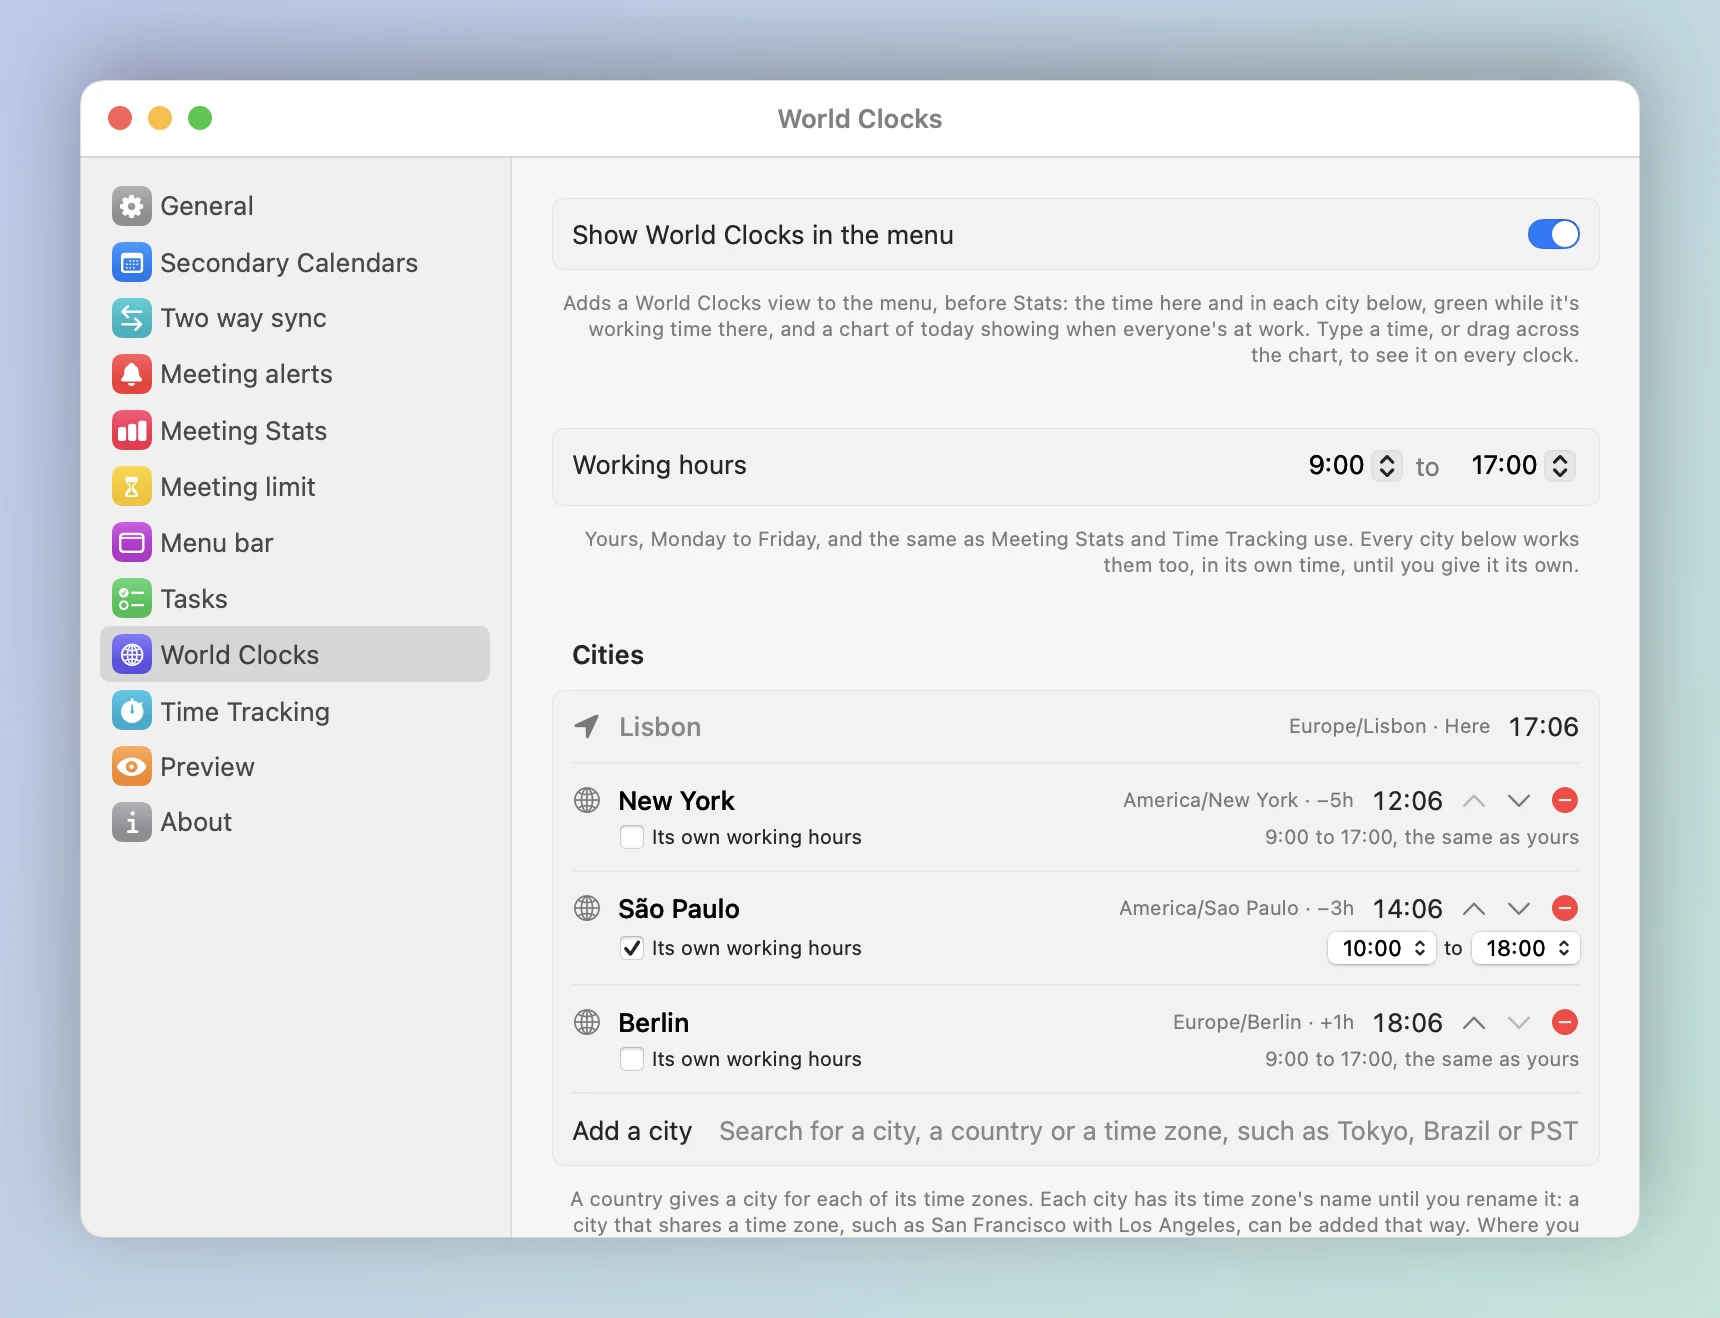 World Clocks
General
Secondary Calendars
Two way sync
Meeting alerts
Meeting Stats
Meeting limit
Menu bar
Tasks
World Clocks
Time Tracking
Preview
About
Show World Clocks in the menu
Adds a World Clocks view to the menu, before Stats: the time here and in each city below, green while it's
working time there, and a chart of today showing when everyone's at work. Type a time, or drag across
the chart, to see it on every clock.
Working hours 9:00 to 17:00
Yours, Monday to Friday, and the same as Meeting Stats and Time Tracking use. Every city below works
them too, in its own time, until you give it its own.
Cities
Lisbon Europe/Lisbon · Here 17:06
New York America/New York · −5h 12:06
Its own working hours 9:00 to 17:00, the same as yours
São Paulo America/Sao Paulo · −3h 14:06
Its own working hours 10:00 to 18:00
Berlin Europe/Berlin · +1h 18:06
Its own working hours 9:00 to 17:00, the same as yours
Add a city Search for a city, a country or a time zone, such as Tokyo, Brazil or PST
A country gives a city for each of its time zones. Each city has its time zone's name until you rename it: a
city that shares a time zone, such as San Francisco with Los Angeles, can be added that way. Where you